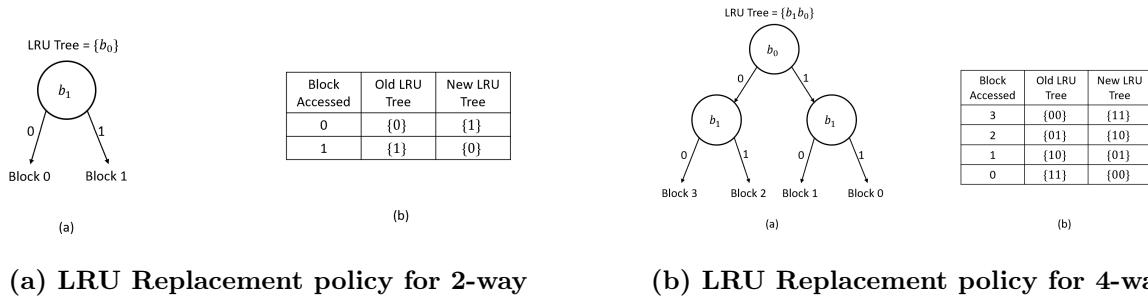 LRU Tree = {b₀}
b₁
0
1
Block 0
Block 1
(a)
Block Accessed
Old LRU Tree
New LRU Tree
0 {0} {1}
1 {1} {0}
(b)
(a) LRU Replacement policy for 2-way
LRU Tree = {b₁b₀}
b₀
0 1
b₁ b₁
0 1 0 1
Block 3 Block 2 Block 1 Block 0
(a)
Block Accessed
Old LRU Tree
New LRU Tree
3 {00} {11}
2 {01} {10}
1 {10} {01}
0 {11} {00}
(b)
(b) LRU Replacement policy for 4-wa